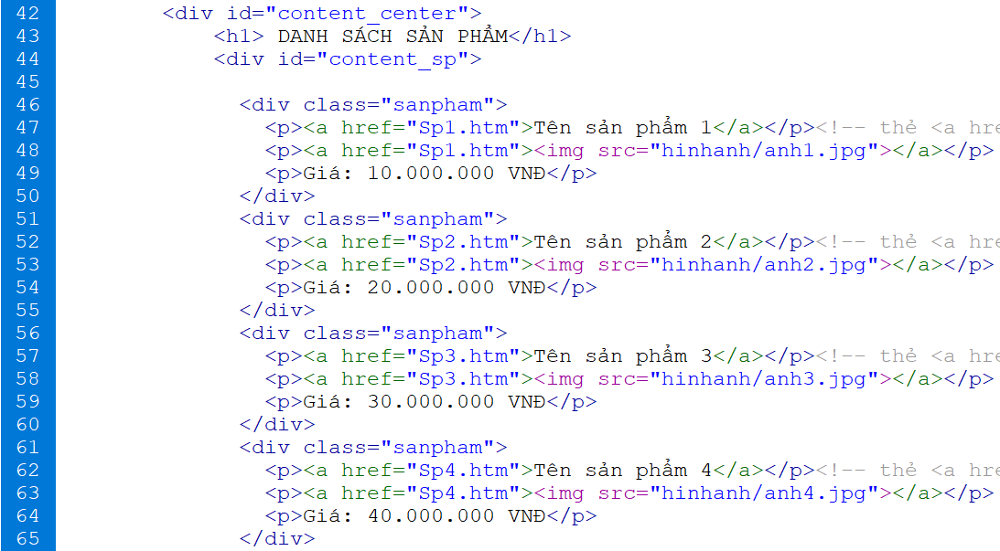 42 <div id="content_center">
43 <h1> DANH SÁCH SẢN PHẨM</h1>
44 <div id="content_sp">
45
46 <div class="sanpham">
47 <p><a href="Sp1.htm">Tên sản phẩm 1</a></p><!-- thẻ <a hre
48 <p><a href="Sp1.htm"><img src="hinhanh/anh1.jpg"></a></p>
49 <p>Giá: 10.000.000 VNĐ</p>
50 </div>
51 <div class="sanpham">
52 <p><a href="Sp2.htm">Tên sản phẩm 2</a></p><!-- thẻ <a hre
53 <p><a href="Sp2.htm"><img src="hinhanh/anh2.jpg"></a></p>
54 <p>Giá: 20.000.000 VNĐ</p>
55 </div>
56 <div class="sanpham">
57 <p><a href="Sp3.htm">Tên sản phẩm 3</a></p><!-- thẻ <a hre
58 <p><a href="Sp3.htm"><img src="hinhanh/anh3.jpg"></a></p>
59 <p>Giá: 30.000.000 VNĐ</p>
60 </div>
61 <div class="sanpham">
62 <p><a href="Sp4.htm">Tên sản phẩm 4</a></p><!-- thẻ <a hre
63 <p><a href="Sp4.htm"><img src="hinhanh/anh4.jpg"></a></p>
64 <p>Giá: 40.000.000 VNĐ</p>
65 </div>